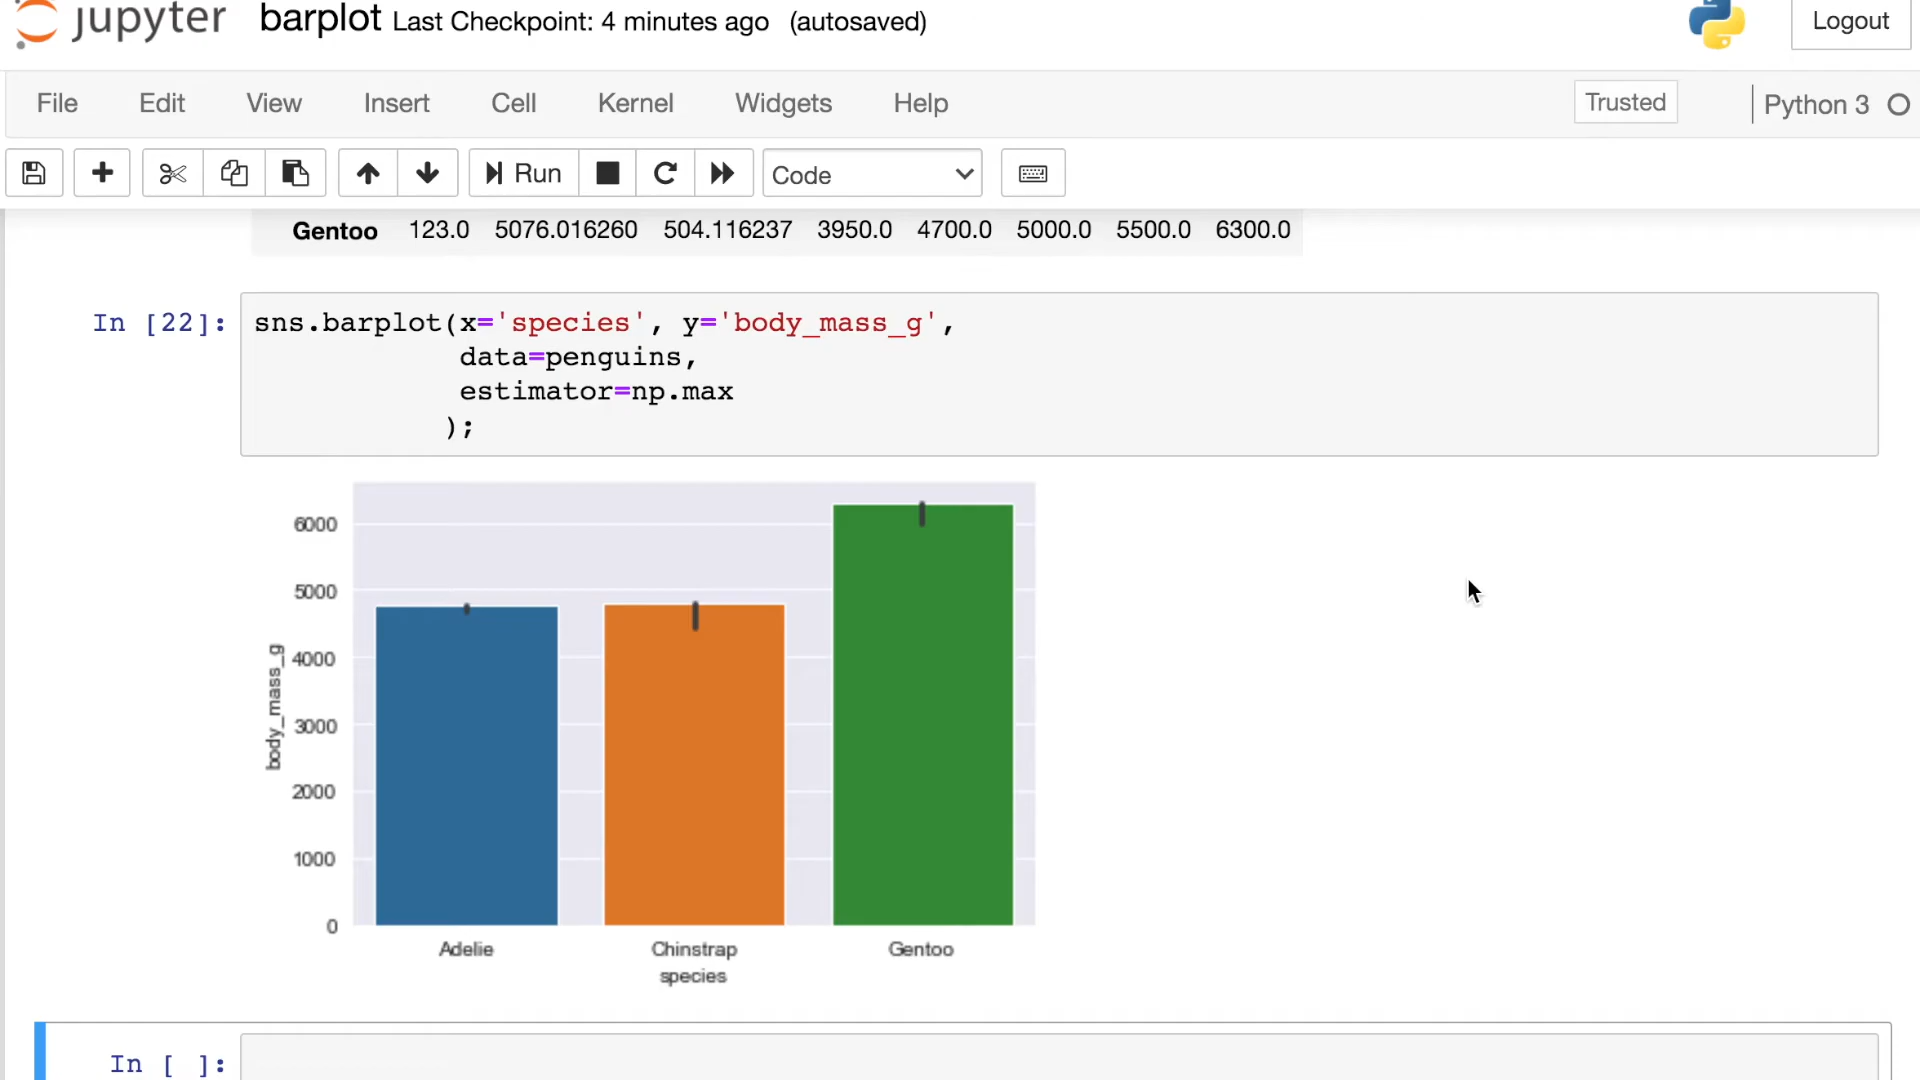 jupyter barplot Last Checkpoint: 4 minutes ago (autosaved) Logout
File Edit View Insert Cell Kernel Widgets Help Trusted Python 3
Run Code
Gentoo 123.0 5076.016260 504.116237 3950.0 4700.0 5000.0 5500.0 6300.0
In [22]: sns.barplot(x='species', y='body_mass_g',
data=penguins,
estimator=np.max
);
6000
5000
4000
3000
2000
1000
0
body_mass_g
Adelie Chinstrap Gentoo
species
In [ ]: